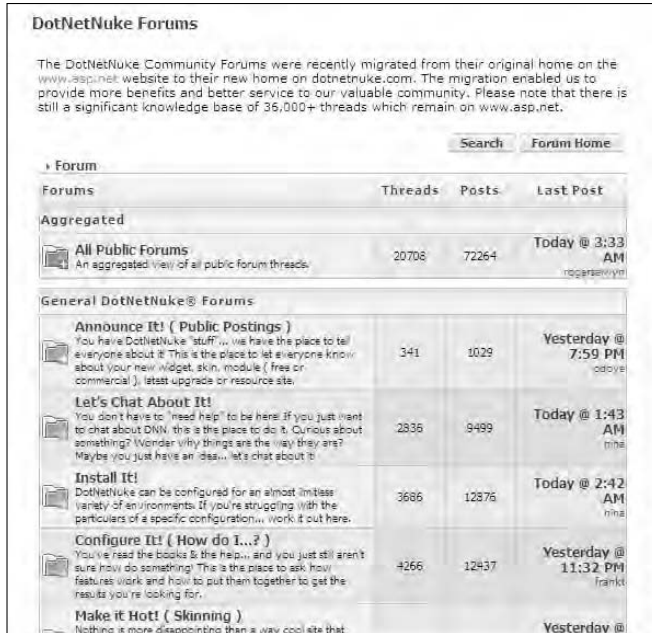 DotNetNuke Forums
The DotNetNuke Community Forums were recently migrated from their original home on the
www.asp.net website to their new home on dotnetnuke.com. The migration enabled us to
provide more benefits and better service to our valuable community. Please note that there is
still a significant knowledge base of 36,000+ threads which remain on www.asp.net.
Search Forum Home
Forum
Forums Threads Posts Last Post
Aggregated
All Public Forums
An aggregated view of all public forum threads.
20708 72264
Today @ 3:33
AM
rogerselwyn
General DotNetNuke® Forums
Announce It! ( Public Postings )
You have DotNetNuke "stuff"... we have the place to tell
everyone about it! This is the place to let everyone know
about your new widget, skin, module ( free or
commercial ), latest upgrade or resource site.
341 1029
Yesterday @
7:59 PM
Let's Chat About It!
You don't have to "need help" to be here! If you just want
to chat about DNN, this is the place to do it. Curious about
something? Wonder why things are the way they are?
Maybe you just have an idea... let's chat about it!
2836 9499
Today @ 1:43
AM
nina
Install It!
DotNetNuke can be configured for an almost limitless
variety of environments. If you're struggling with the
particulers of a specific configuration... work it out here.
3686 12876
Today @ 2:42
AM
nina
Configure It! ( How do I...? )
You've read the books & the help... and you just still aren't
sure how do something! This is the place to ask how
features work and how to put them together to get the
results you're looking for.
4266 12437
Yesterday @
11:32 PM
frankt
Make it Hot! ( Skinning )
Nothing is more disappointing than a way cool site that
Yesterday @